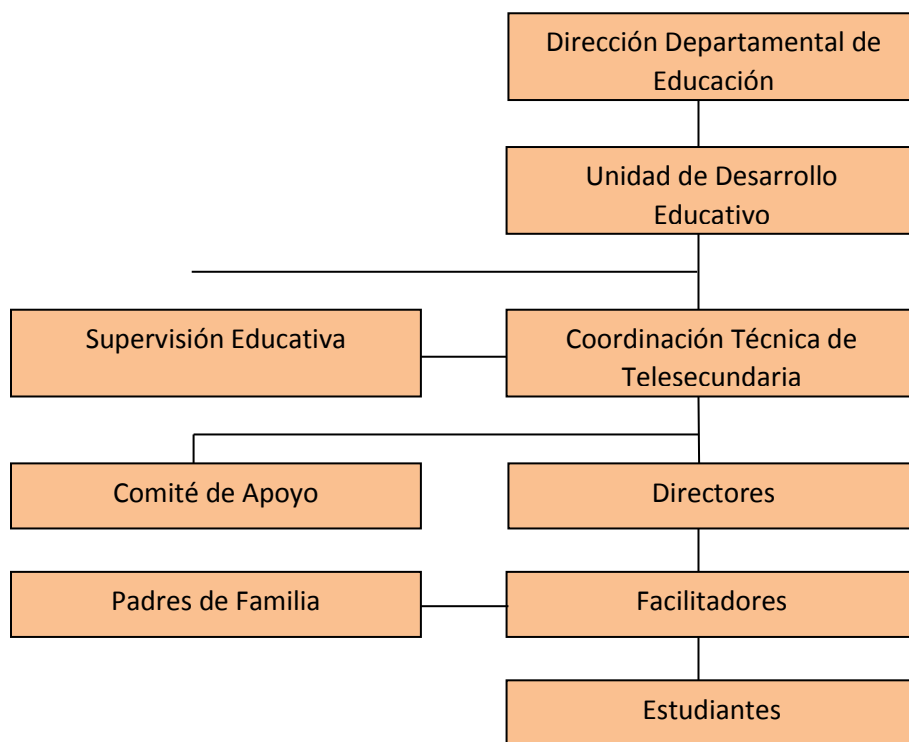 Dirección Departamental de
Educación
Unidad de Desarrollo
Educativo
Supervisión Educativa
Coordinación Técnica de
Telesecundaria
Comité de Apoyo
Directores
Padres de Familia
Facilitadores
Estudiantes